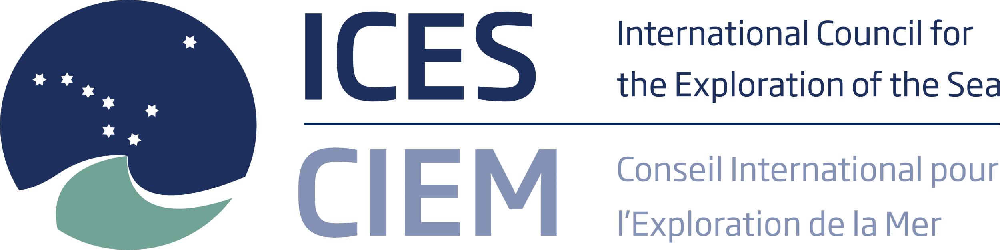 ICES
International Council for
the Exploration of the Sea
CIEM
Conseil International pour
l'Exploration de la Mer